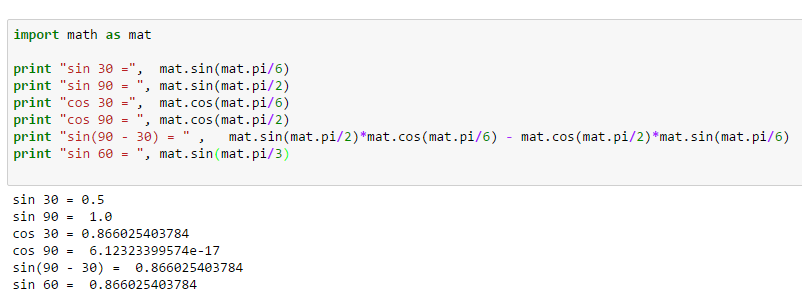 import math as mat
print "sin 30 =",  mat.sin(mat.pi/6)
print "sin 90 = ", mat.sin(mat.pi/2)
print "cos 30 =",  mat.cos(mat.pi/6)
print "cos 90 = ", mat.cos(mat.pi/2)
print "sin(90 - 30) = " ,   mat.sin(mat.pi/2)*mat.cos(mat.pi/6) - mat.cos(mat.pi/2)*mat.sin(mat.pi/6)
print "sin 60 = ", mat.sin(mat.pi/3)
sin 30 = 0.5
sin 90 =  1.0
cos 30 = 0.866025403784
cos 90 =  6.12323399574e-17
sin(90 - 30) =  0.866025403784
sin 60 =  0.866025403784